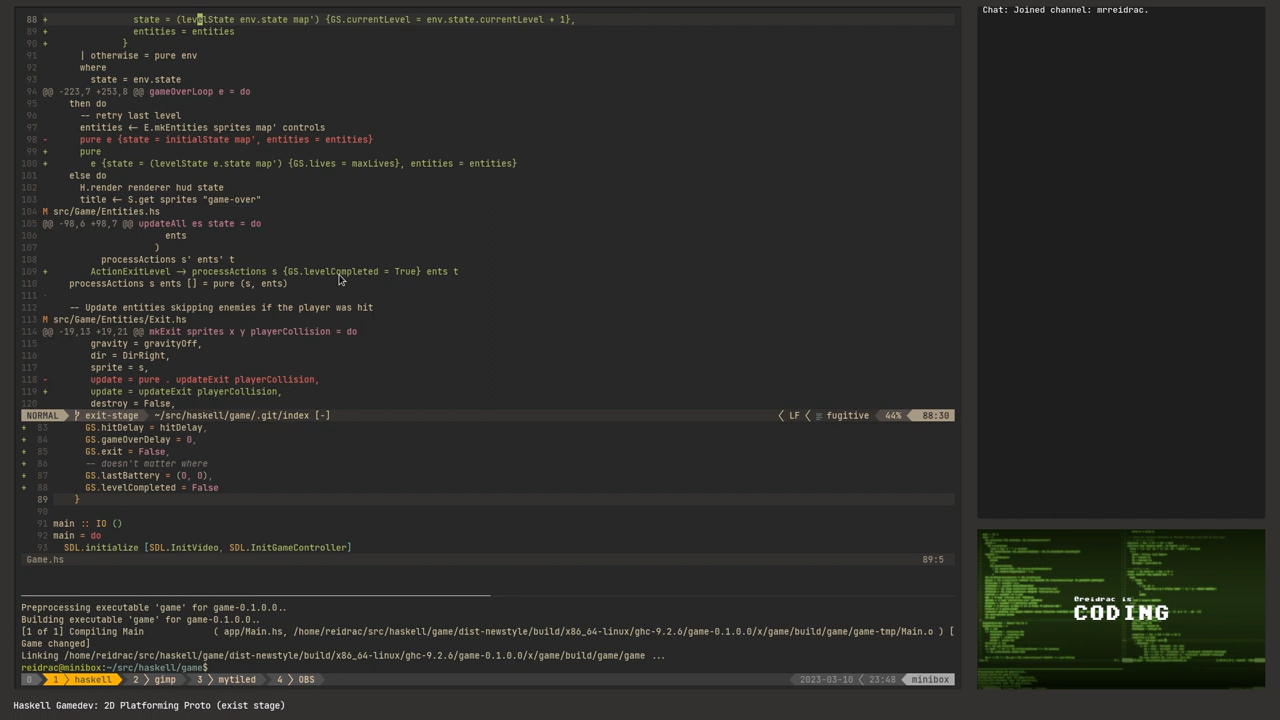 88 +               state = (levelState env.state map') {GS.currentLevel = env.state.currentLevel + 1},
89 +               entities = entities
90 +             }
91       | otherwise = pure env
92       where
93         state = env.state
94 @@ -223,7 +253,8 @@ gameOverLoop e = do
95     then do
96       -- retry last level
97       entities <- E.mkEntities sprites map' controls
98 -     pure e {state = initialState map', entities = entities}
99 +     pure
100 +       e {state = (levelState e.state map') {GS.lives = maxLives}, entities = entities}
101     else do
102       H.render renderer hud state
103       title <- S.get sprites "game-over"
104 M src/Game/Entities.hs
105 @@ -98,6 +98,7 @@ updateAll es state = do
106                       ents
107                     )
108           processActions s' ents' t
109 +       ActionExitLevel -> processActions s {GS.levelCompleted = True} ents t
110     processActions s ents [] = pure (s, ents)
111 -
112     -- Update entities skipping enemies if the player was hit
113 M src/Game/Entities/Exit.hs
114 @@ -19,13 +19,21 @@ mkExit sprites x y playerCollision = do
115         gravity = gravityOff,
116         dir = DirRight,
117         sprite = s,
118 -       update = pure . updateExit playerCollision,
119 +       update = updateExit playerCollision,
120         destroy = False,
NORMAL exit-stage ~/src/haskell/game/.git/index [-] LF fugitive 44% 88:30
+ 83     GS.hitDelay = hitDelay,
+ 84     GS.gameOverDelay = 0,
+ 85     GS.exit = False,
+ 86     -- doesn't matter where
+ 87     GS.lastBattery = (0, 0),
+ 88     GS.levelCompleted = False
89   }
90
91 main :: IO ()
92 main = do
93   SDL.initialize [SDL.InitVideo, SDL.InitGameController]
Game.hs 89:5
Preprocessing executable 'game' for game-0.1.0.0..
Building executable 'game' for game-0.1.0.0..
[1 of 1] Compiling Main             ( app/Main.hs, /home/reidrac/src/haskell/game/dist-newstyle/build/x86_64-linux/ghc-9.2.6/game-0.1.0.0/x/game/build/game/game-tmp/Main.o ) [
Game changed]
Linking /home/reidrac/src/haskell/game/dist-newstyle/build/x86_64-linux/ghc-9.2.6/game-0.1.0.0/x/game/build/game/game ...
reidrac@minibox:~/src/haskell/game$
0 1 haskell 2 gimp 3 mytiled 4 OBS 2023-03-10 23:48 minibox
Haskell Gamedev: 2D Platforming Proto (exist stage)
Chat: Joined channel: mrreidrac.
@reidrac is
CODING